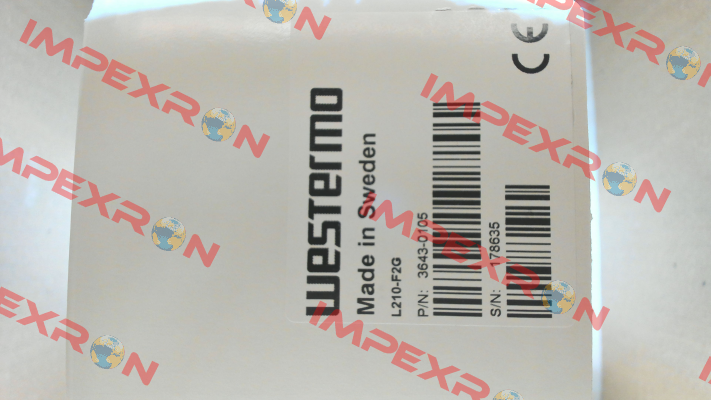 westermo
Made in Sweden
L210-F2G
P/N: 3643-0105
S/N: 178635
CE
IMPEXRON
IMPEXRON
IMPEXRON
IMPEXRON
IMPEXRON
IMPEXRON
IMPEXRON
IMPEXRON